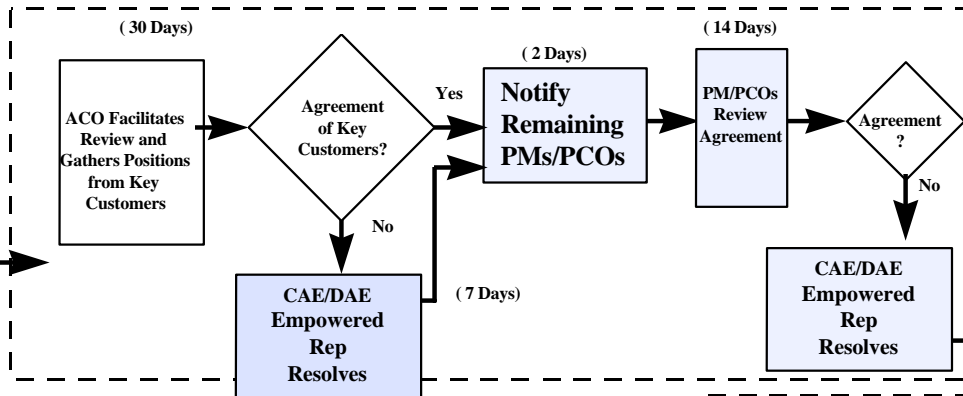 ( 30 Days)
ACO Facilitates
Review and
Gathers Positions
from Key
Customers
Agreement
of Key
Customers?
Yes
No
CAE/DAE
Empowered
Rep
Resolves
( 7 Days)
( 2 Days)
Notify
Remaining
PMs/PCOs
( 14 Days)
PM/PCOs
Review
Agreement
Agreement
?
No
CAE/DAE
Empowered
Rep
Resolves